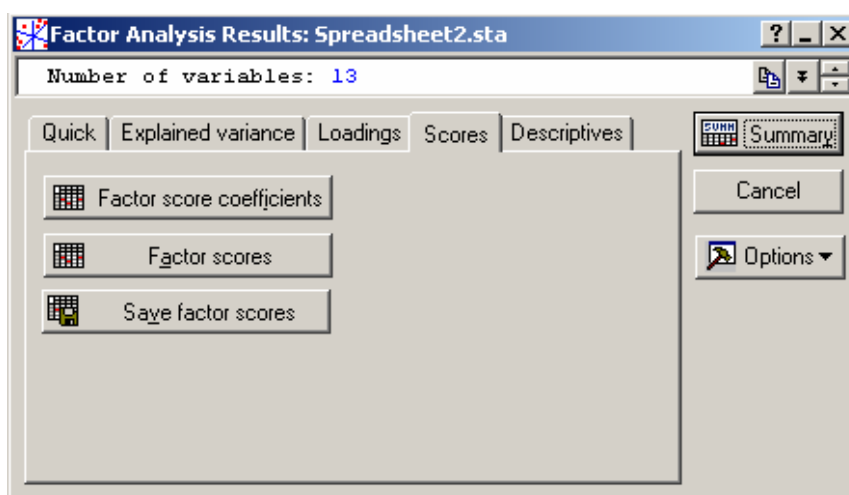 Factor Analysis Results: Spreadsheet2.sta
Number of variables: 13
Quick Explained variance Loadings Scores Descriptives
Summary
Factor score coefficients
Cancel
Factor scores
Options
Save factor scores